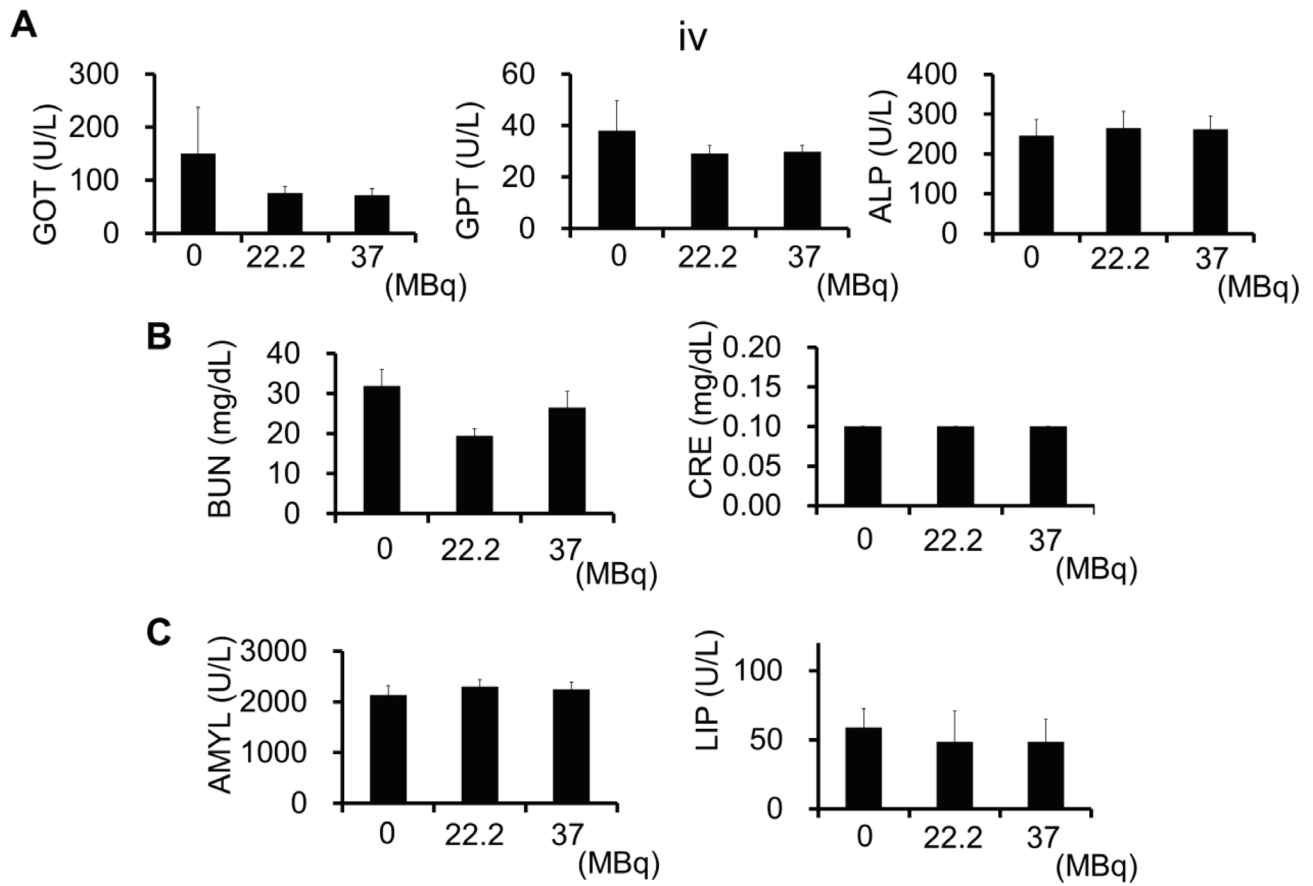 A
iv
GOT (U/L)
300
200
150
100
0
0 22.2 37
(MBq)
GPT (U/L)
60
40
20
0
0 22.2 37
(MBq)
ALP (U/L)
400
300
200
100
0
0 22.2 37
(MBq)
B
BUN (mg/dL)
40
30
20
10
0
0 22.2 37
(MBq)
CRE (mg/dL)
0.20
0.15
0.10
0.05
0.00
0 22.2 37
(MBq)
C
AMYL (U/L)
3000
2000
1000
0
0 22.2 37
(MBq)
LIP (U/L)
100
50
0
0 22.2 37
(MBq)